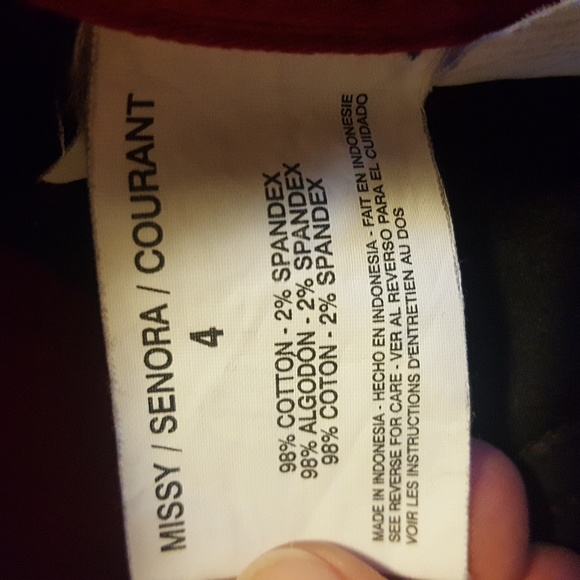 MISSY / SENORA / COURANT
4
98% COTTON - 2% SPANDEX
98% ALGODÓN - 2% SPANDEX
98% COTON - 2% SPANDEX
MADE IN INDONESIA - HECHO EN INDONESIA - FAIT EN INDONESIE
SEE REVERSE FOR CARE - VER AL REVERSO PARA EL CUIDADO
VOIR LES INSTRUCTIONS D'ENTRETIEN AU DOS